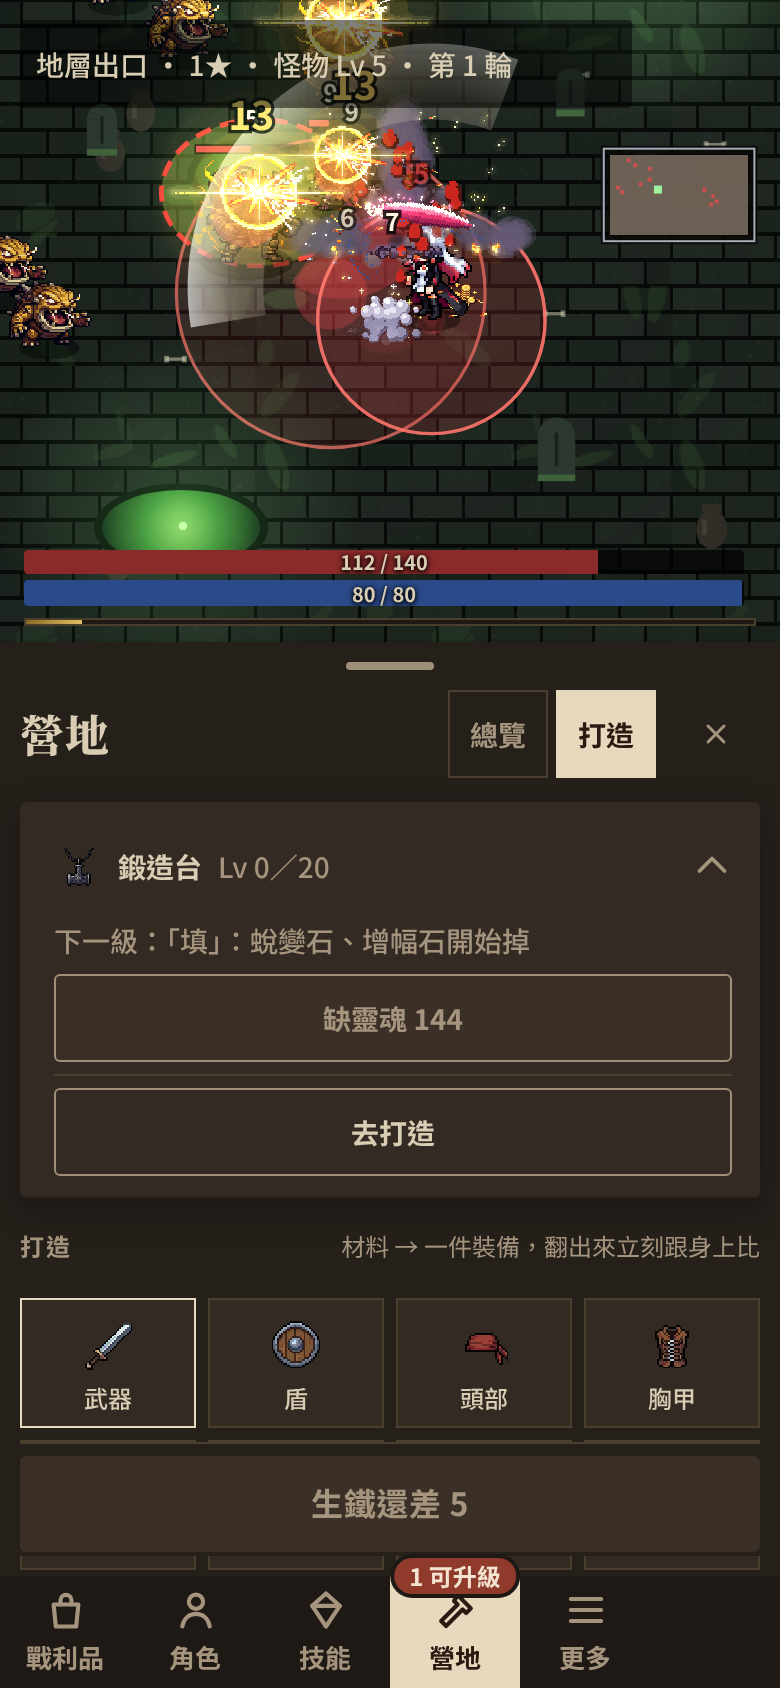 地層出口 · 1★ · 怪物 Lv 5 · 第 1 輪
13
9
13
9
5
6
7
112 / 140
80 / 80
營地
總覽
打造
鍛造台 Lv 0／20
下一級：「填」：蛻變石、增幅石開始掉
缺靈魂 144
去打造
打造
材料 → 一件裝備，翻出來立刻跟身上比
武器
盾
頭部
胸甲
生鐵還差 5
1 可升級
戰利品
角色
技能
營地
更多